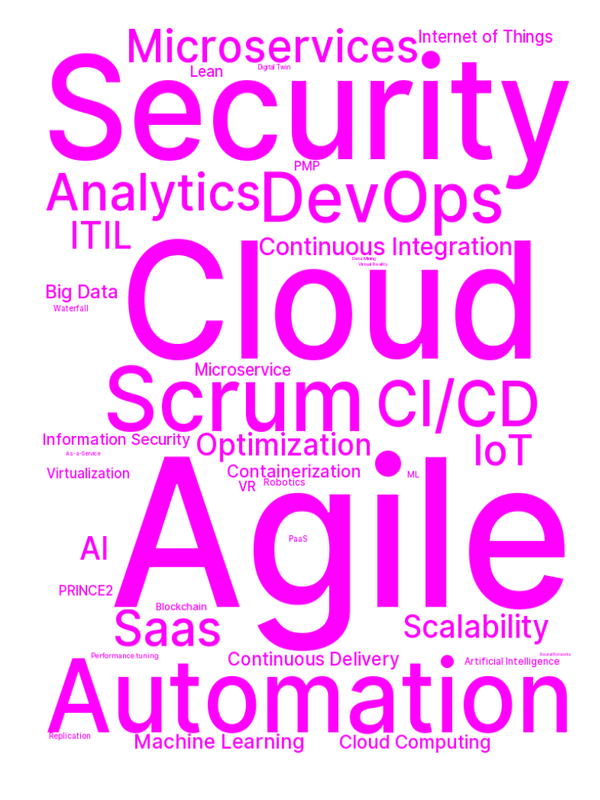 Microservices
Internet of Things
Lean
Digital Twin
Security
PMP
Analytics
DevOps
ITIL
Continuous Integration
Data Mining
Virtual Reality
Cloud
Big Data
Waterfall
Microservice
Scrum
CI/CD
Information Security
Optimization
IoT
As-a-Service
Virtualization
Containerization
VR
Robotics
ML
Agile
PaaS
AI
PRINCE2
Blockchain
Saas
Scalability
Performance tuning
Continuous Delivery
Artificial Intelligence
Automation
Replication
Machine Learning
Cloud Computing